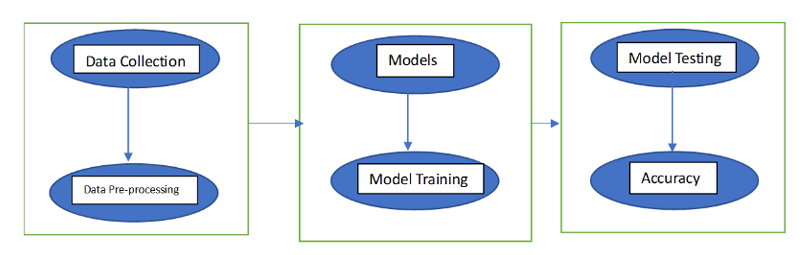 Data Collection
Data Pre-processing
Models
Model Training
Model Testing
Accuracy